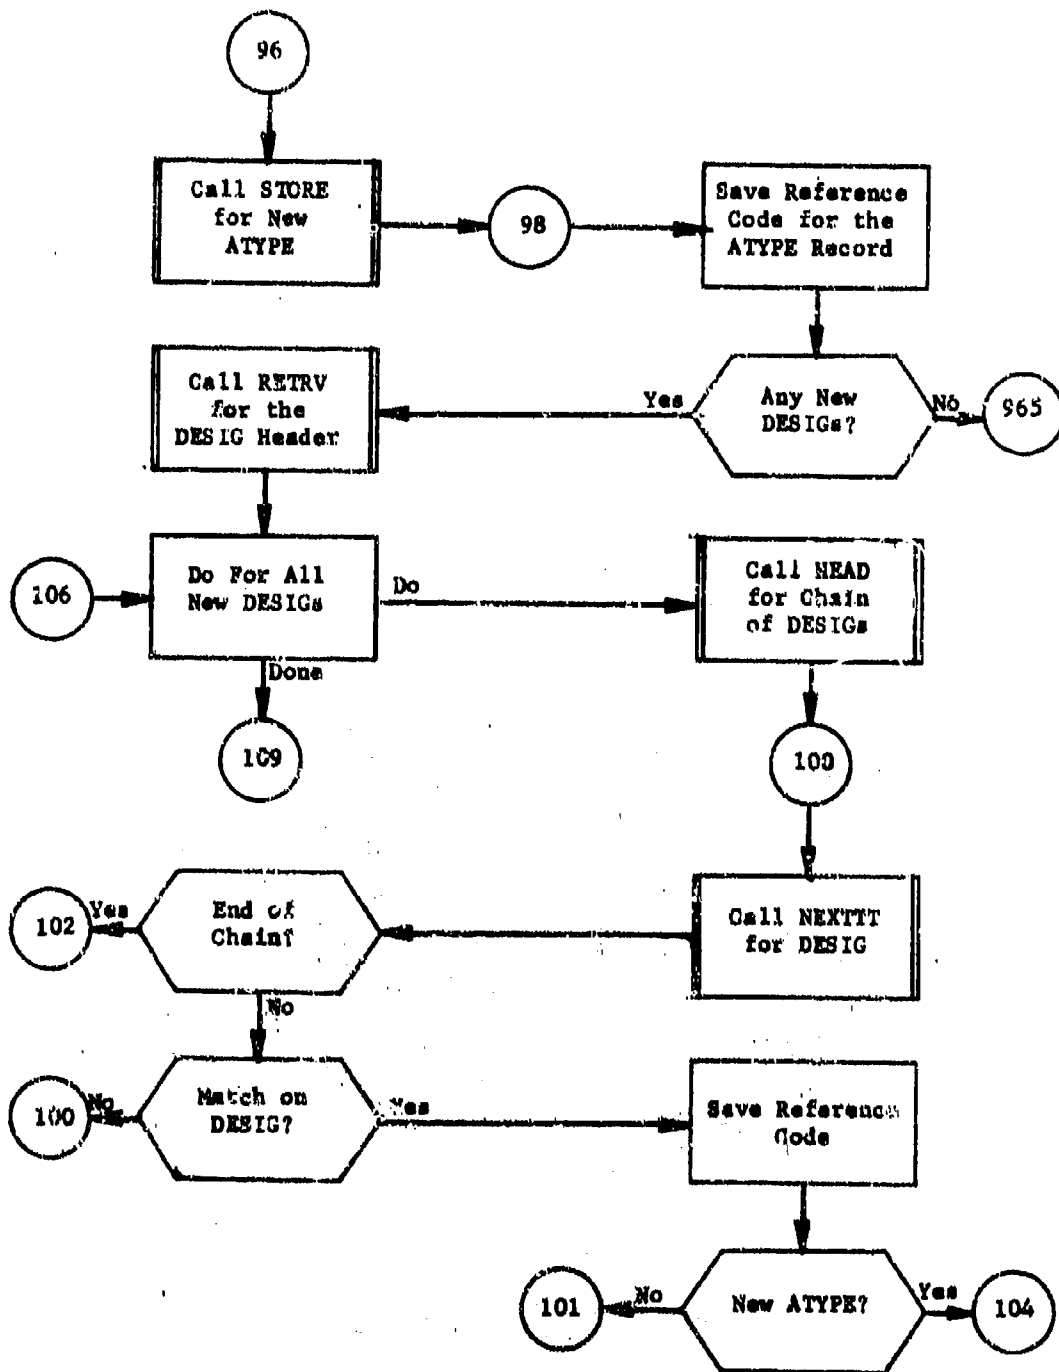 96
Call STORE
for New
ATYPE
98
Save Reference
Code for the
ATYPE Record
Any New
DESIGs?
Yes
No
965
Call RETRV
for the
DESIG Header
106
Do For All
New DESIGs
Do
Done
109
Call HEAD
for Chain
of DESIGs
100
Call NEXTTT
for DESIG
End of
Chain?
Yes
102
No
Match on
DESIG?
No
100
Yes
Save Reference
Code
New ATYPE?
No
101
Yes
104